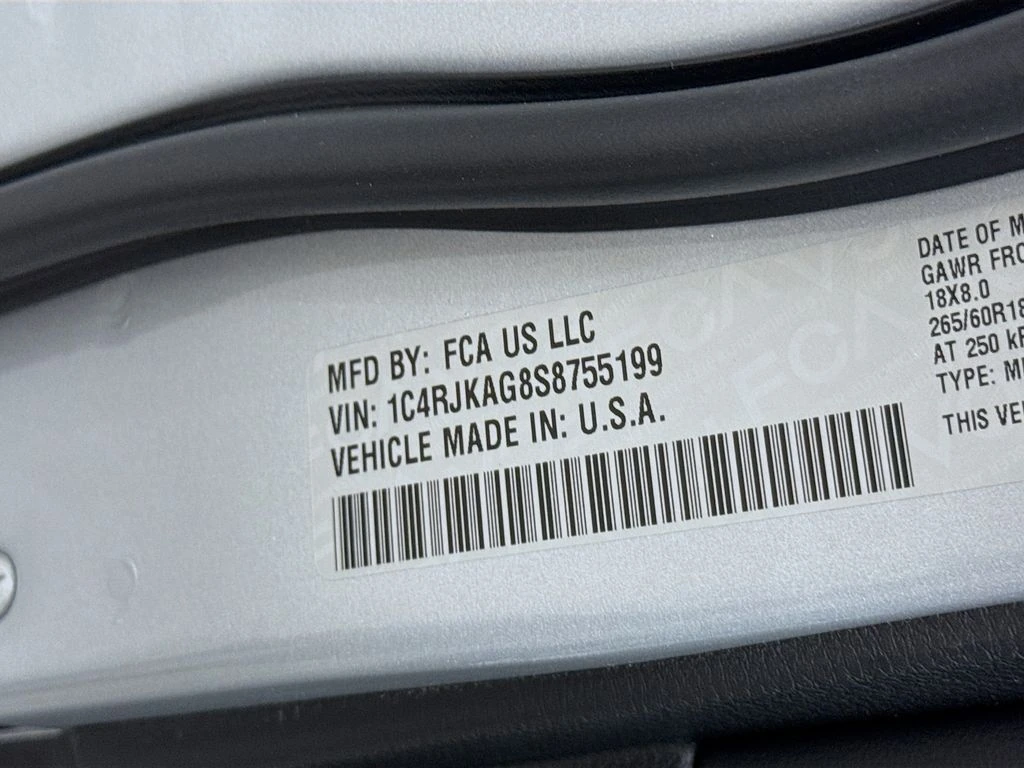 MFD BY: FCA US LLC
VIN: 1C4RJKAG8S8755199
VEHICLE MADE IN: U.S.A.
DATE OF M
GAWR FRO
18X8.0
265/60R18
AT 250 kP
TYPE: M
THIS VE